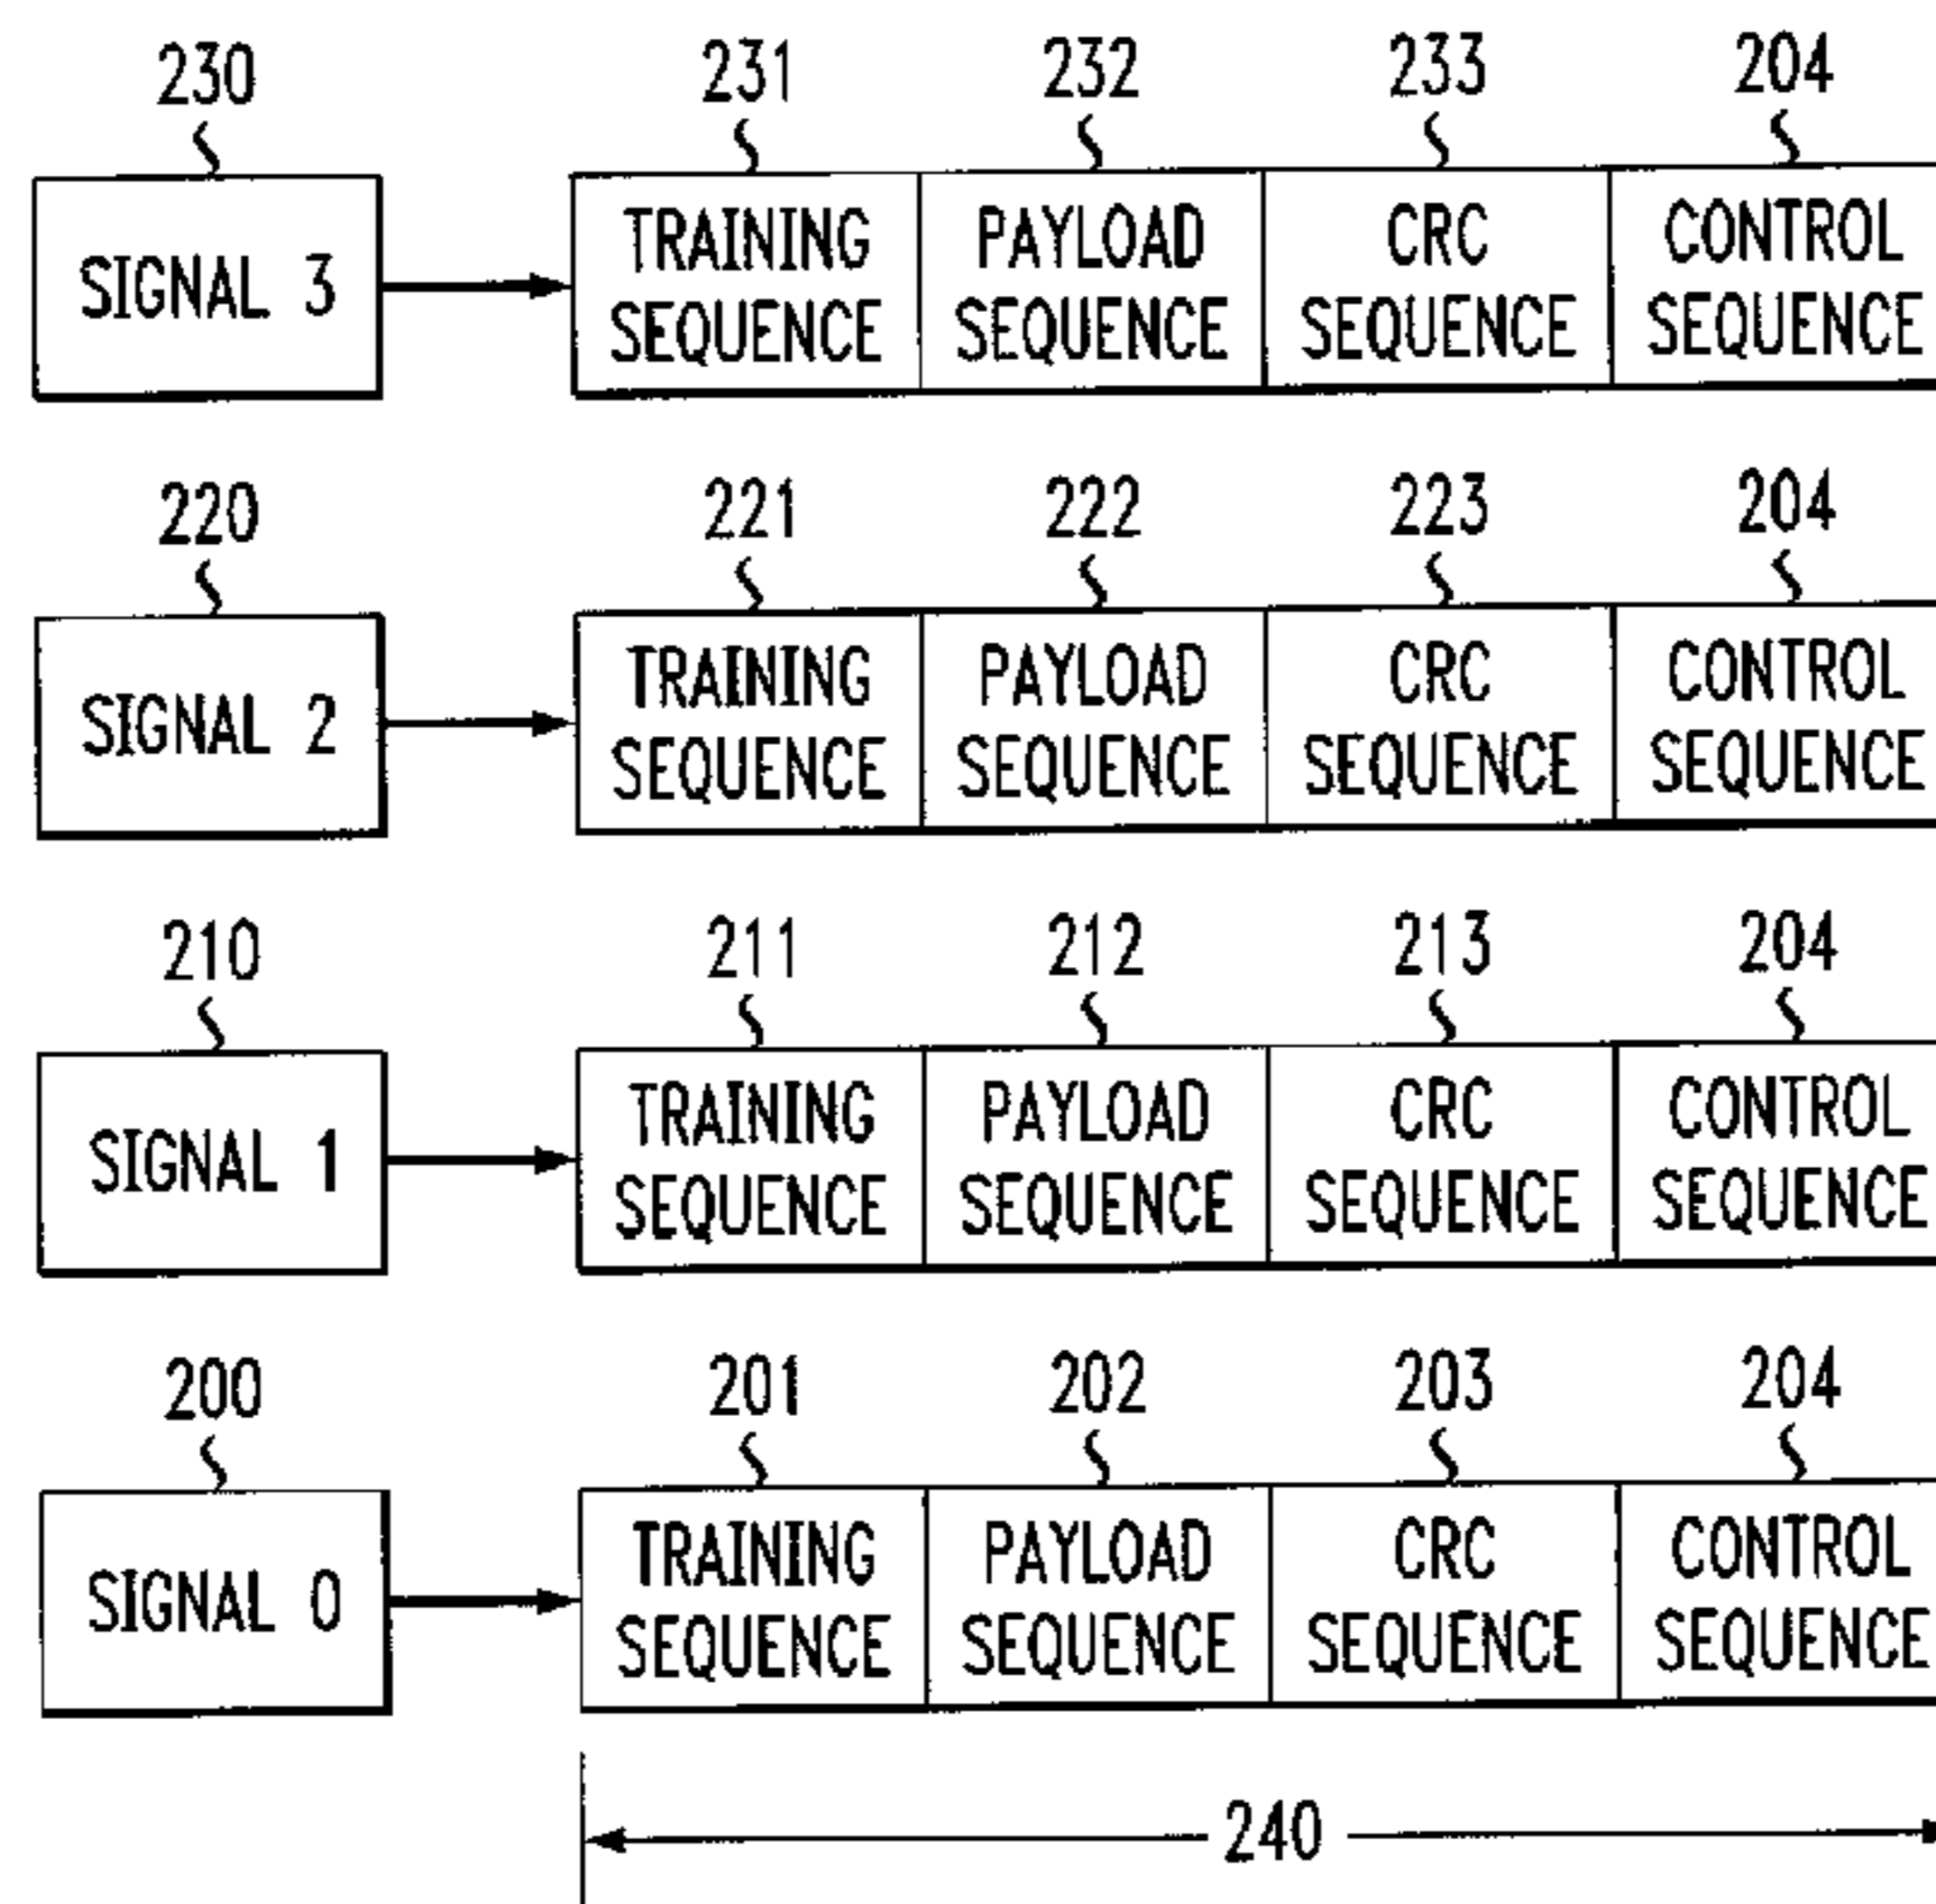 230 231 232 233 204
SIGNAL 3
TRAINING SEQUENCE
PAYLOAD SEQUENCE
CRC SEQUENCE
CONTROL SEQUENCE
220 221 222 223 204
SIGNAL 2
TRAINING SEQUENCE
PAYLOAD SEQUENCE
CRC SEQUENCE
CONTROL SEQUENCE
210 211 212 213 204
SIGNAL 1
TRAINING SEQUENCE
PAYLOAD SEQUENCE
CRC SEQUENCE
CONTROL SEQUENCE
200 201 202 203 204
SIGNAL 0
TRAINING SEQUENCE
PAYLOAD SEQUENCE
CRC SEQUENCE
CONTROL SEQUENCE
240